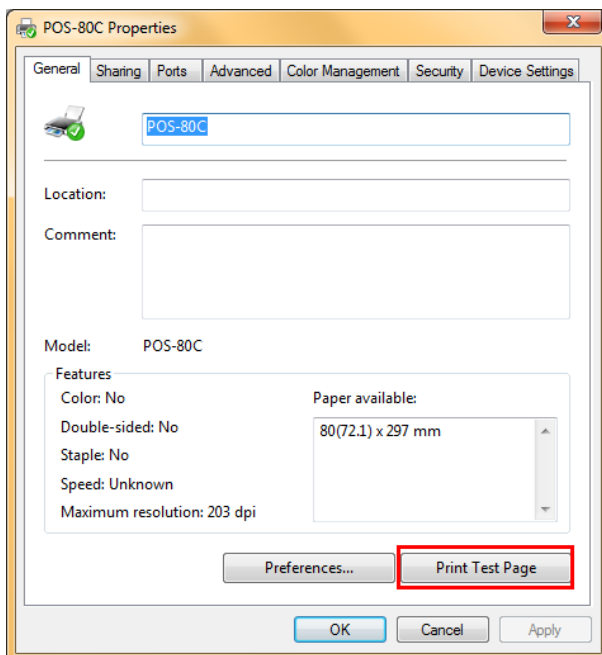 POS-80C Properties
x
General Sharing Ports Advanced Color Management Security Device Settings
POS-80C
Location:
Comment:
Model: POS-80C
Features
Color: No Paper available:
Double-sided: No 80(72.1) x 297 mm
Staple: No
Speed: Unknown
Maximum resolution: 203 dpi
Preferences... Print Test Page
OK Cancel Apply